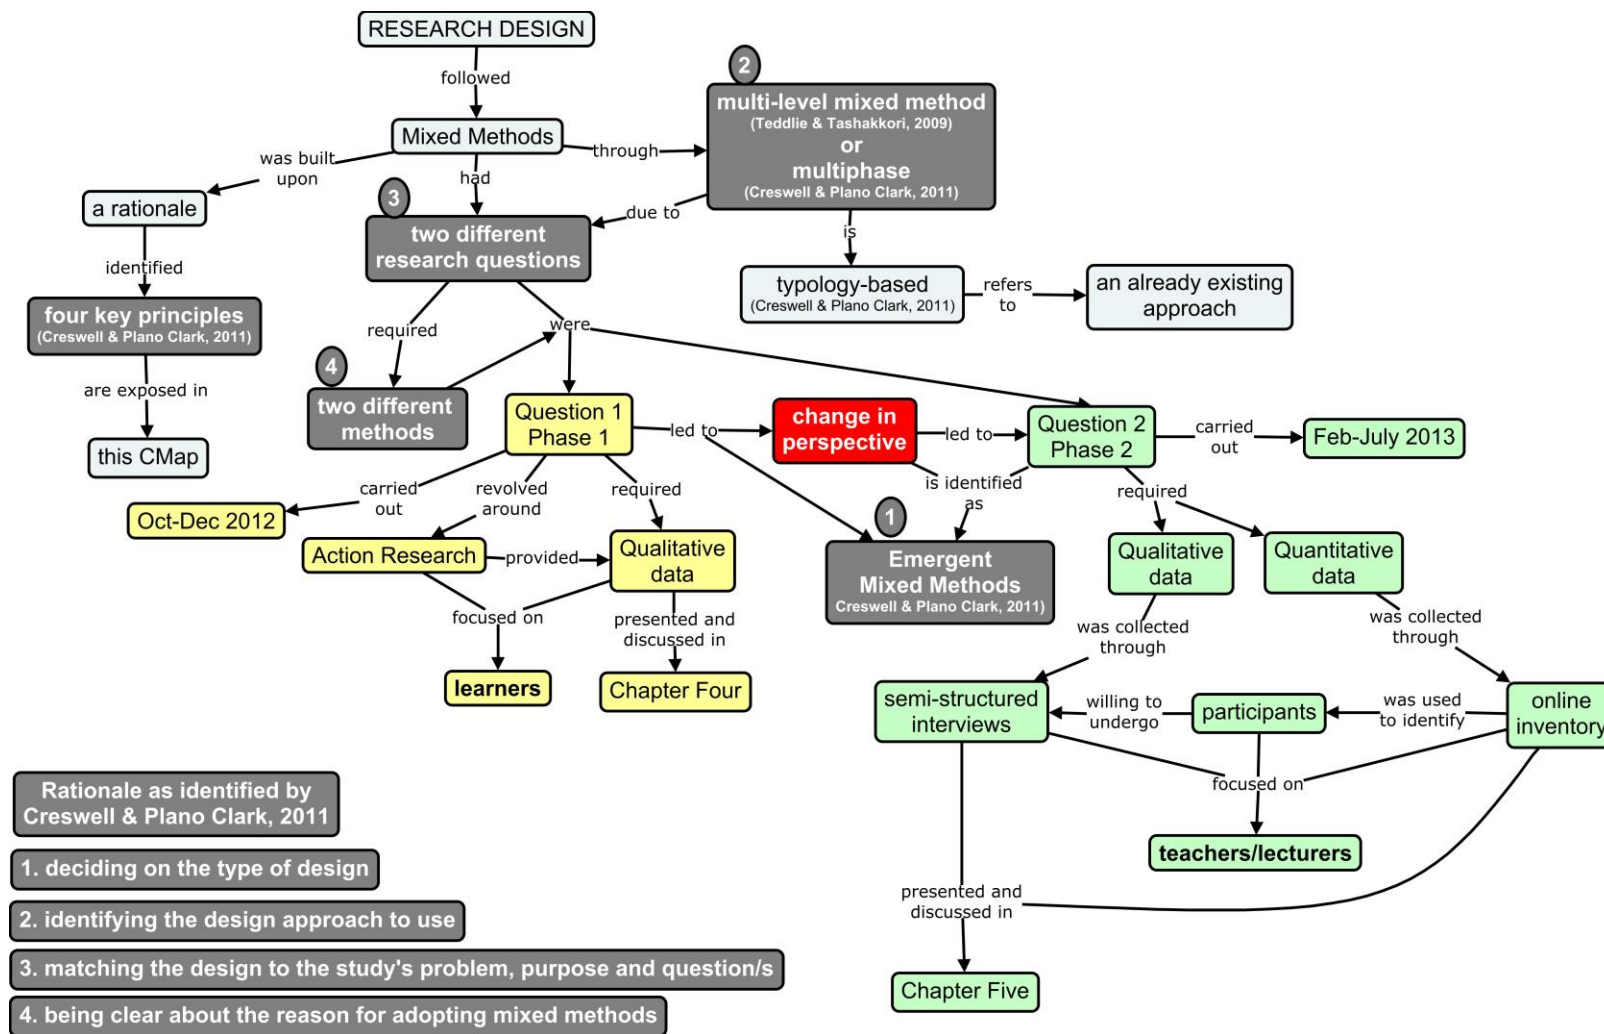 RESEARCH DESIGN
followed
2
multi-level mixed method
(Teddlie & Tashakkori, 2009)
or
multiphase
(Creswell & Plano Clark, 2011)
Mixed Methods
through
was built
upon
had
3
due to
a rationale
two different
research questions
is
identified
typology-based
(Creswell & Plano Clark, 2011)
refers
to
an already existing
approach
four key principles
(Creswell & Plano Clark, 2011)
required
were
4
are exposed in
two different
methods
Question 1
Phase 1
led to
change in
perspective
led to
Question 2
Phase 2
carried
out
Feb-July 2013
this CMap
carried
out
revolved
around
required
is identified
as
required
Oct-Dec 2012
1
Action Research
provided
Qualitative
data
Emergent
Mixed Methods
Creswell & Plano Clark, 2011)
Qualitative
data
Quantitative
data
focused on
presented and
discussed in
was collected
through
was collected
through
learners
Chapter Four
semi-structured
interviews
willing to
undergo
participants
was used
to identify
online
inventory
focused on
Rationale as identified by
Creswell & Plano Clark, 2011
teachers/lecturers
1. deciding on the type of design
presented and
discussed in
2. identifying the design approach to use
3. matching the design to the study's problem, purpose and question/s
Chapter Five
4. being clear about the reason for adopting mixed methods